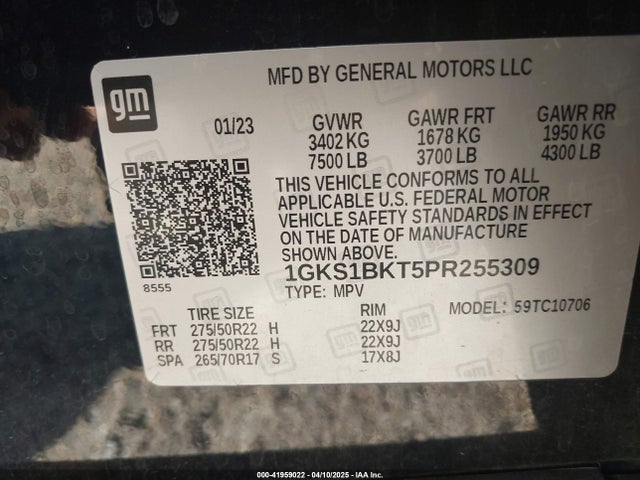 gm
MFD BY GENERAL MOTORS LLC
01/23 GVWR GAWR FRT GAWR RR
3402 KG 1678 KG 1950 KG
7500 LB 3700 LB 4300 LB
THIS VEHICLE CONFORMS TO ALL
APPLICABLE U.S. FEDERAL MOTOR
VEHICLE SAFETY STANDARDS IN EFFECT
ON THE DATE OF MANUFACTURE
SHOWN ABOVE.
1GKS1BKT5PR255309
8555
TYPE: MPV MODEL: 59TC10706
TIRE SIZE RIM
FRT 275/50R22 H 22X9J
RR 275/50R22 H 22X9J
SPA 265/70R17 S 17X8J
000-41959022 - 04/10/2025 - IAA Inc.